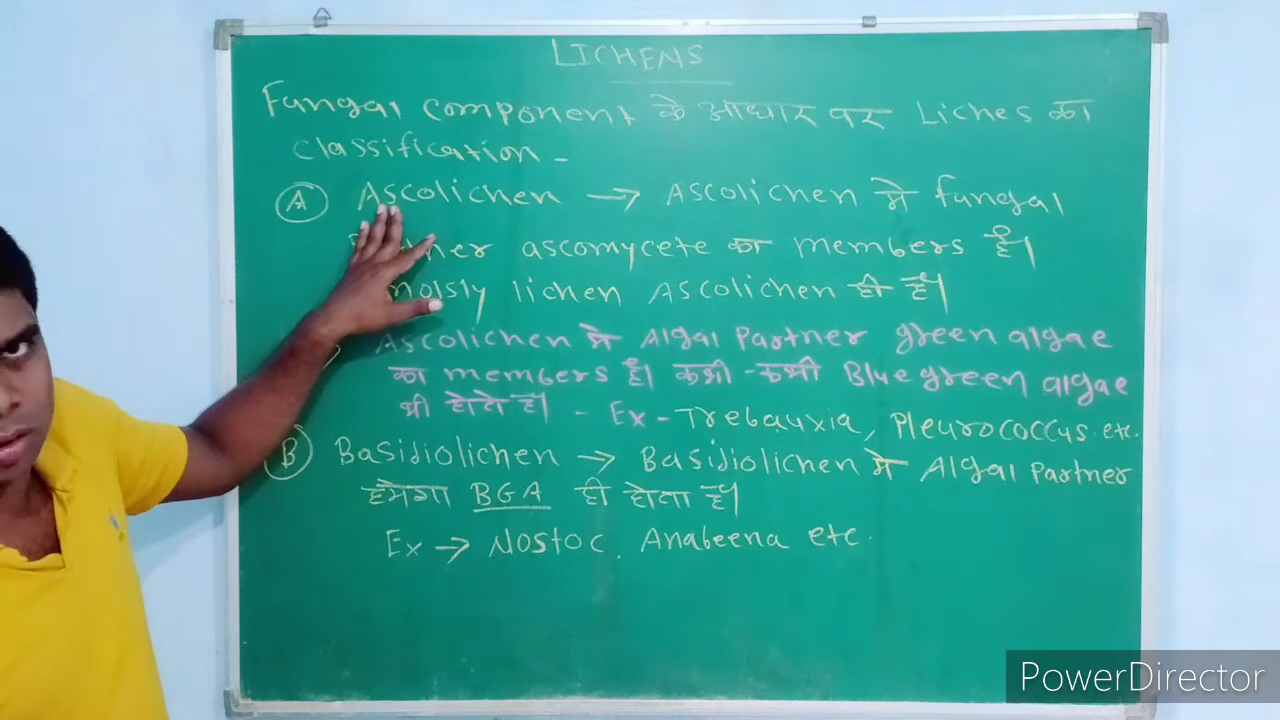 LICHENS
Fungal component के आधार पर Liches का
classification -
A Ascolichen → Ascolichen मे fungal
ner ascomycete का members है।
molsly lichen Ascolichen ही हैं।
Ascolichen मे Algal Partner green algae
का members है। कभी-कभी Blue green algae
भी होते हैं। - Ex - Trebauxia, Pleurococcus etc.
B Basidiolichen → Basidiolichen मे Algal Partner
हमेशा BGA ही होता हैं।
Ex → Nostoc. Anabeena etc.
PowerDirector